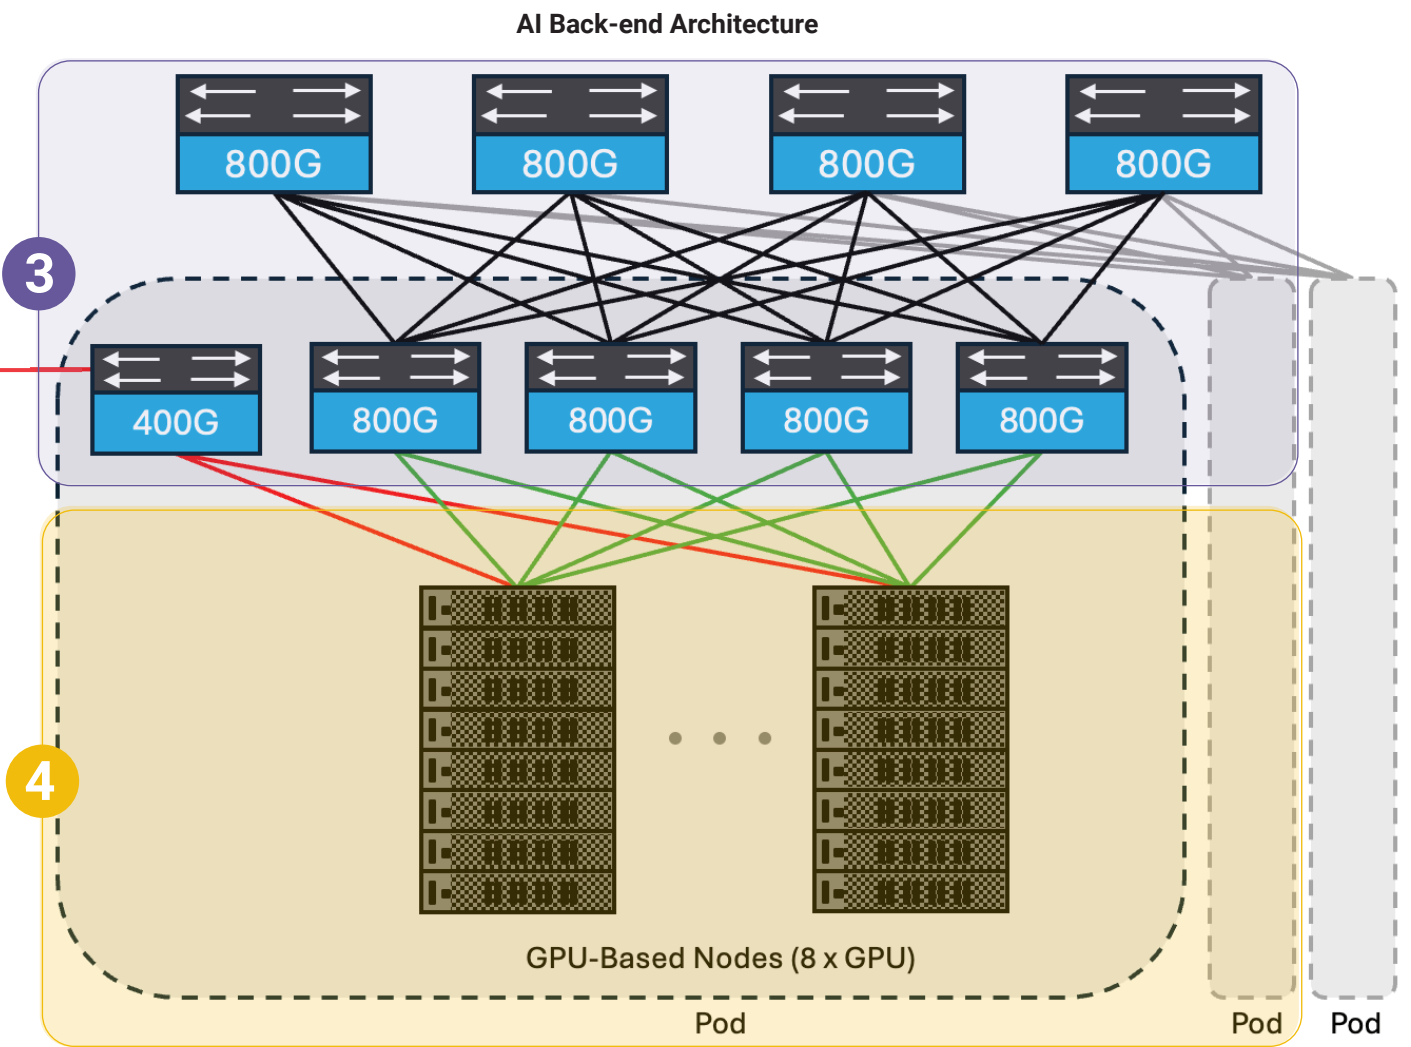 AI Back-end Architecture
800G
800G
800G
800G
3
400G
800G
800G
800G
800G
4
GPU-Based Nodes (8 x GPU)
Pod
Pod
Pod